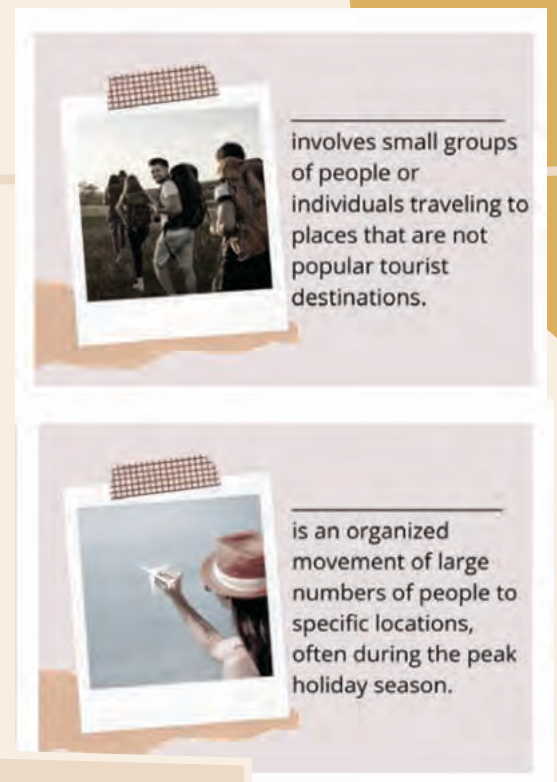 involves small groups
of people or
individuals traveling to
places that are not
popular tourist
destinations.
is an organized
movement of large
numbers of people to
specific locations,
often during the peak
holiday season.